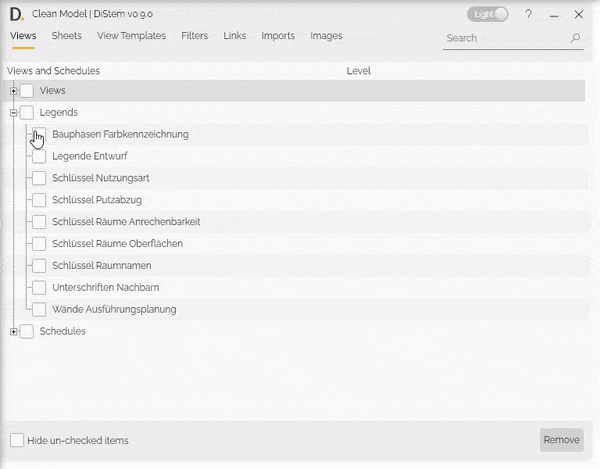 D. Clean Model | DiStem v0.9.0 Light ?
Views Sheets View Templates Filters Links Imports Images Search
Views and Schedules Level
Views
Legends
Bauphasen Farbkennzeichnung
Legende Entwurf
Schlüssel Nutzungsart
Schlüssel Putzabzug
Schlüssel Räume Anrechenbarkeit
Schlüssel Räume Oberflächen
Schlüssel Raumnamen
Unterschriften Nachbarn
Wände Ausführungsplanung
Schedules
Hide un-checked items Remove